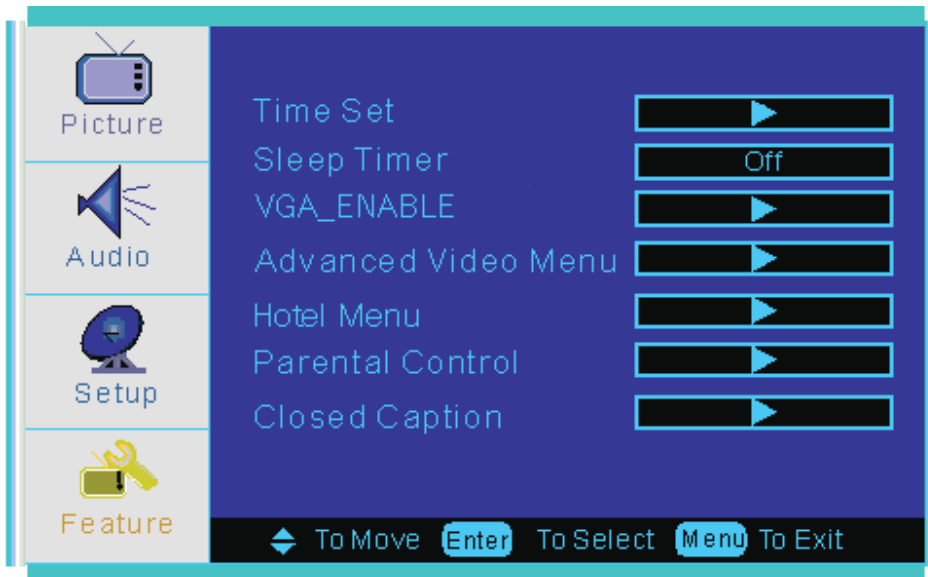 Picture
Audio
Setup
Feature
Time Set
Sleep Timer Off
VGA_ENABLE
Advanced Video Menu
Hotel Menu
Parental Control
Closed Caption
To Move Enter To Select Menu To Exit